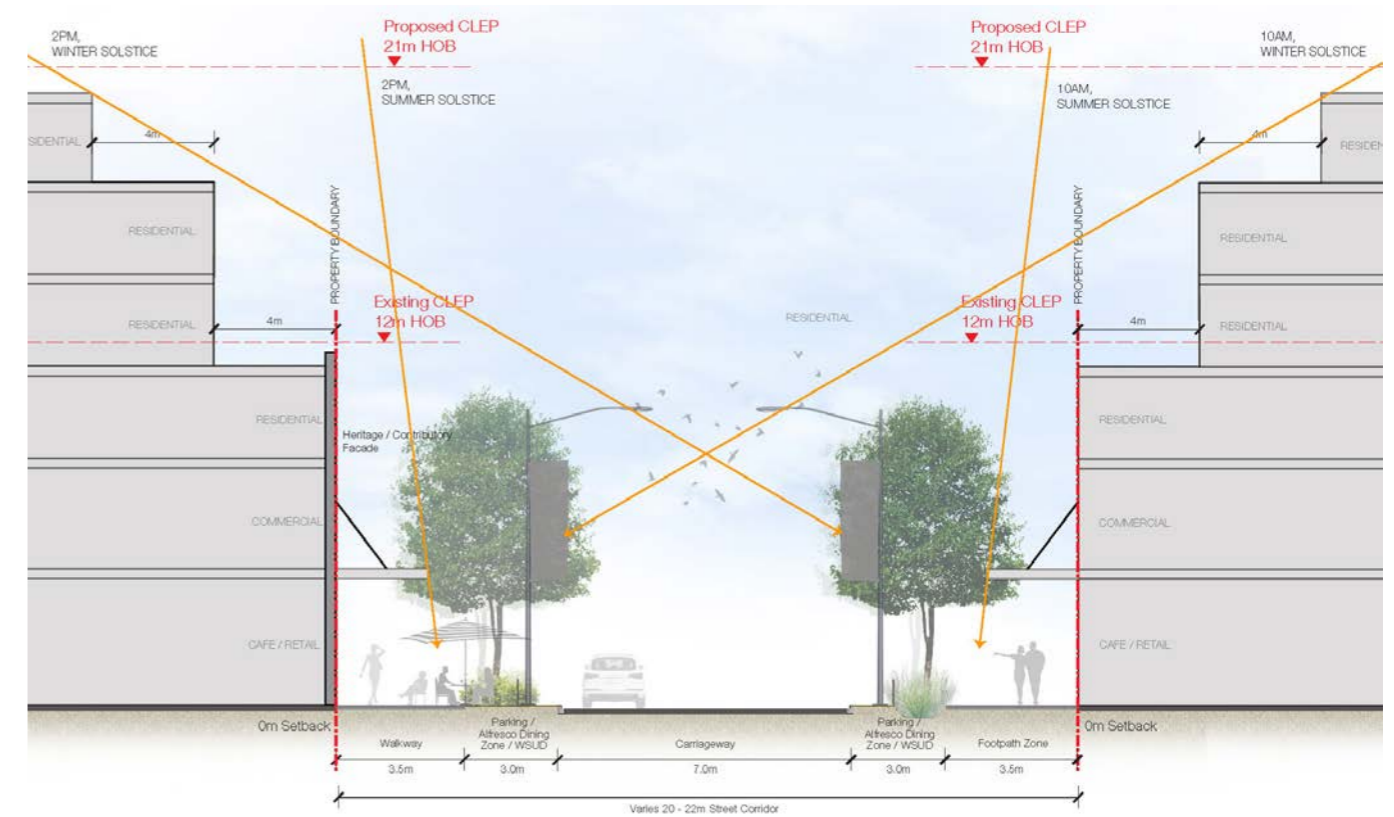 2PM,
WINTER SOLSTICE
Proposed CLEP
21m HOB
2PM,
SUMMER SOLSTICE
Proposed CLEP
21m HOB
10AM,
WINTER SOLSTICE
10AM,
SUMMER SOLSTICE
SIDENTIAL
4m
4m
RESIDEN
RESIDENTIAL
PROPERTY BOUNDARY
PROPERTY BOUNDARY
RESIDENTIAL
Existing CLEP
12m HOB
Existing CLEP
12m HOB
RESIDENTIAL
4m
RESIDENTIAL
4m
RESIDENTIAL
RESIDENTIAL
Heritage / Contributory
Facade
RESIDENTIAL
COMMERCIAL
COMMERCIAL
CAFE / RETAIL
CAFE / RETAIL
0m Setback
Walkway
Parking /
Alfresco Dining
Zone / WSUD
Carriageway
Parking /
Alfresco Dining
Zone / WSUD
Footpath Zone
0m Setback
3.5m
3.0m
7.0m
3.0m
3.5m
Varies 20 - 22m Street Corridor